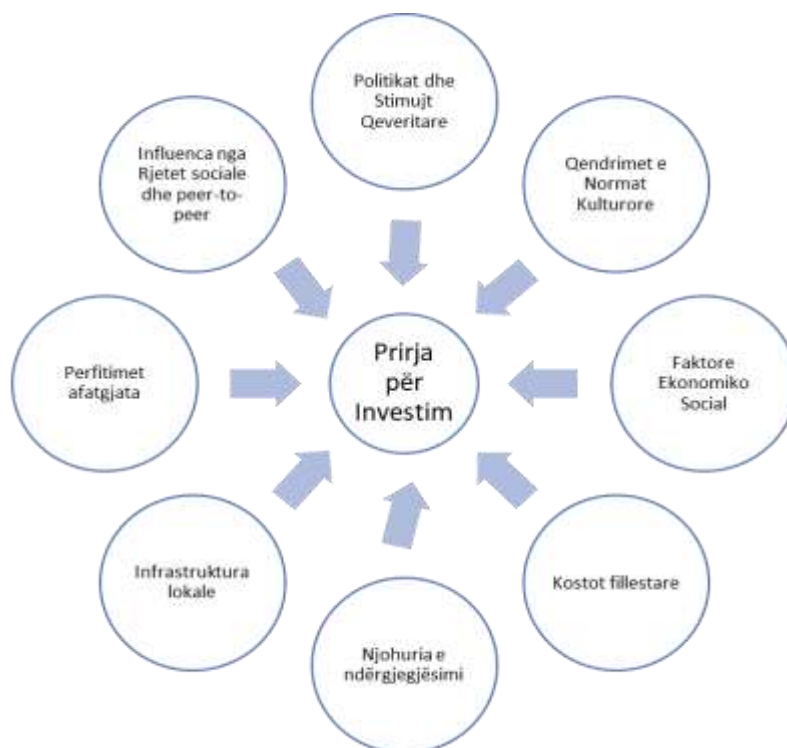 Politikat dhe
Stimujt
Qeveritare
Qendrimet e
Normat
Kulturore
Faktore
Ekonomiko
Social
Kostot fillestare
Njohuria e
ndërgjegjësimi
Infrastruktura
lokale
Perfitimet
afatgjata
Influenca nga
Rjetet sociale
dhe peer-to-
peer
Prirja
për
Investim